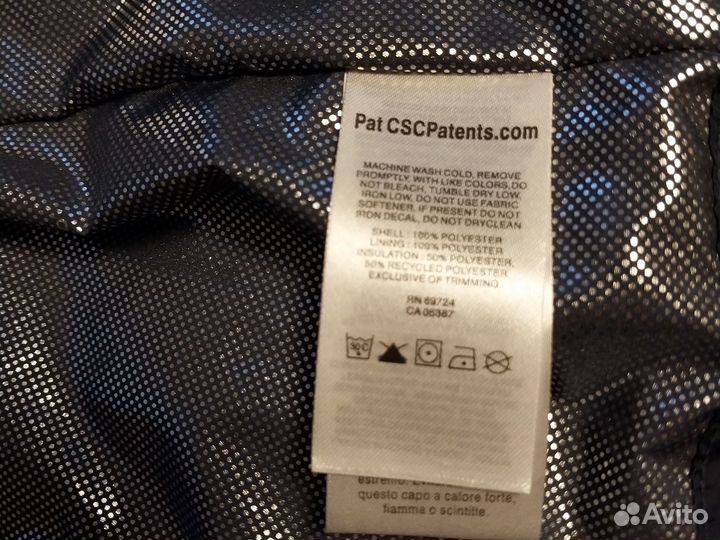 Pat CSCPatents.com
MACHINE WASH COLD, REMOVE
PROMPTLY, WITH LIKE COLORS, DO
NOT BLEACH, TUMBLE DRY LOW,
IRON LOW, DO NOT USE FABRIC
SOFTENER. IF PRESENT DO NOT
IRON DECAL, DO NOT DRYCLEAN
SHELL: 100% POLYESTER
LINING: 100% POLYESTER
INSULATION: 50% POLYESTER,
50% RECYCLED POLYESTER
EXCLUSIVE OF TRIMMING
RN 69724
CA 05367
30°C
estremo.
questo capo a calore forte,
fiamma o scintille.
Avito